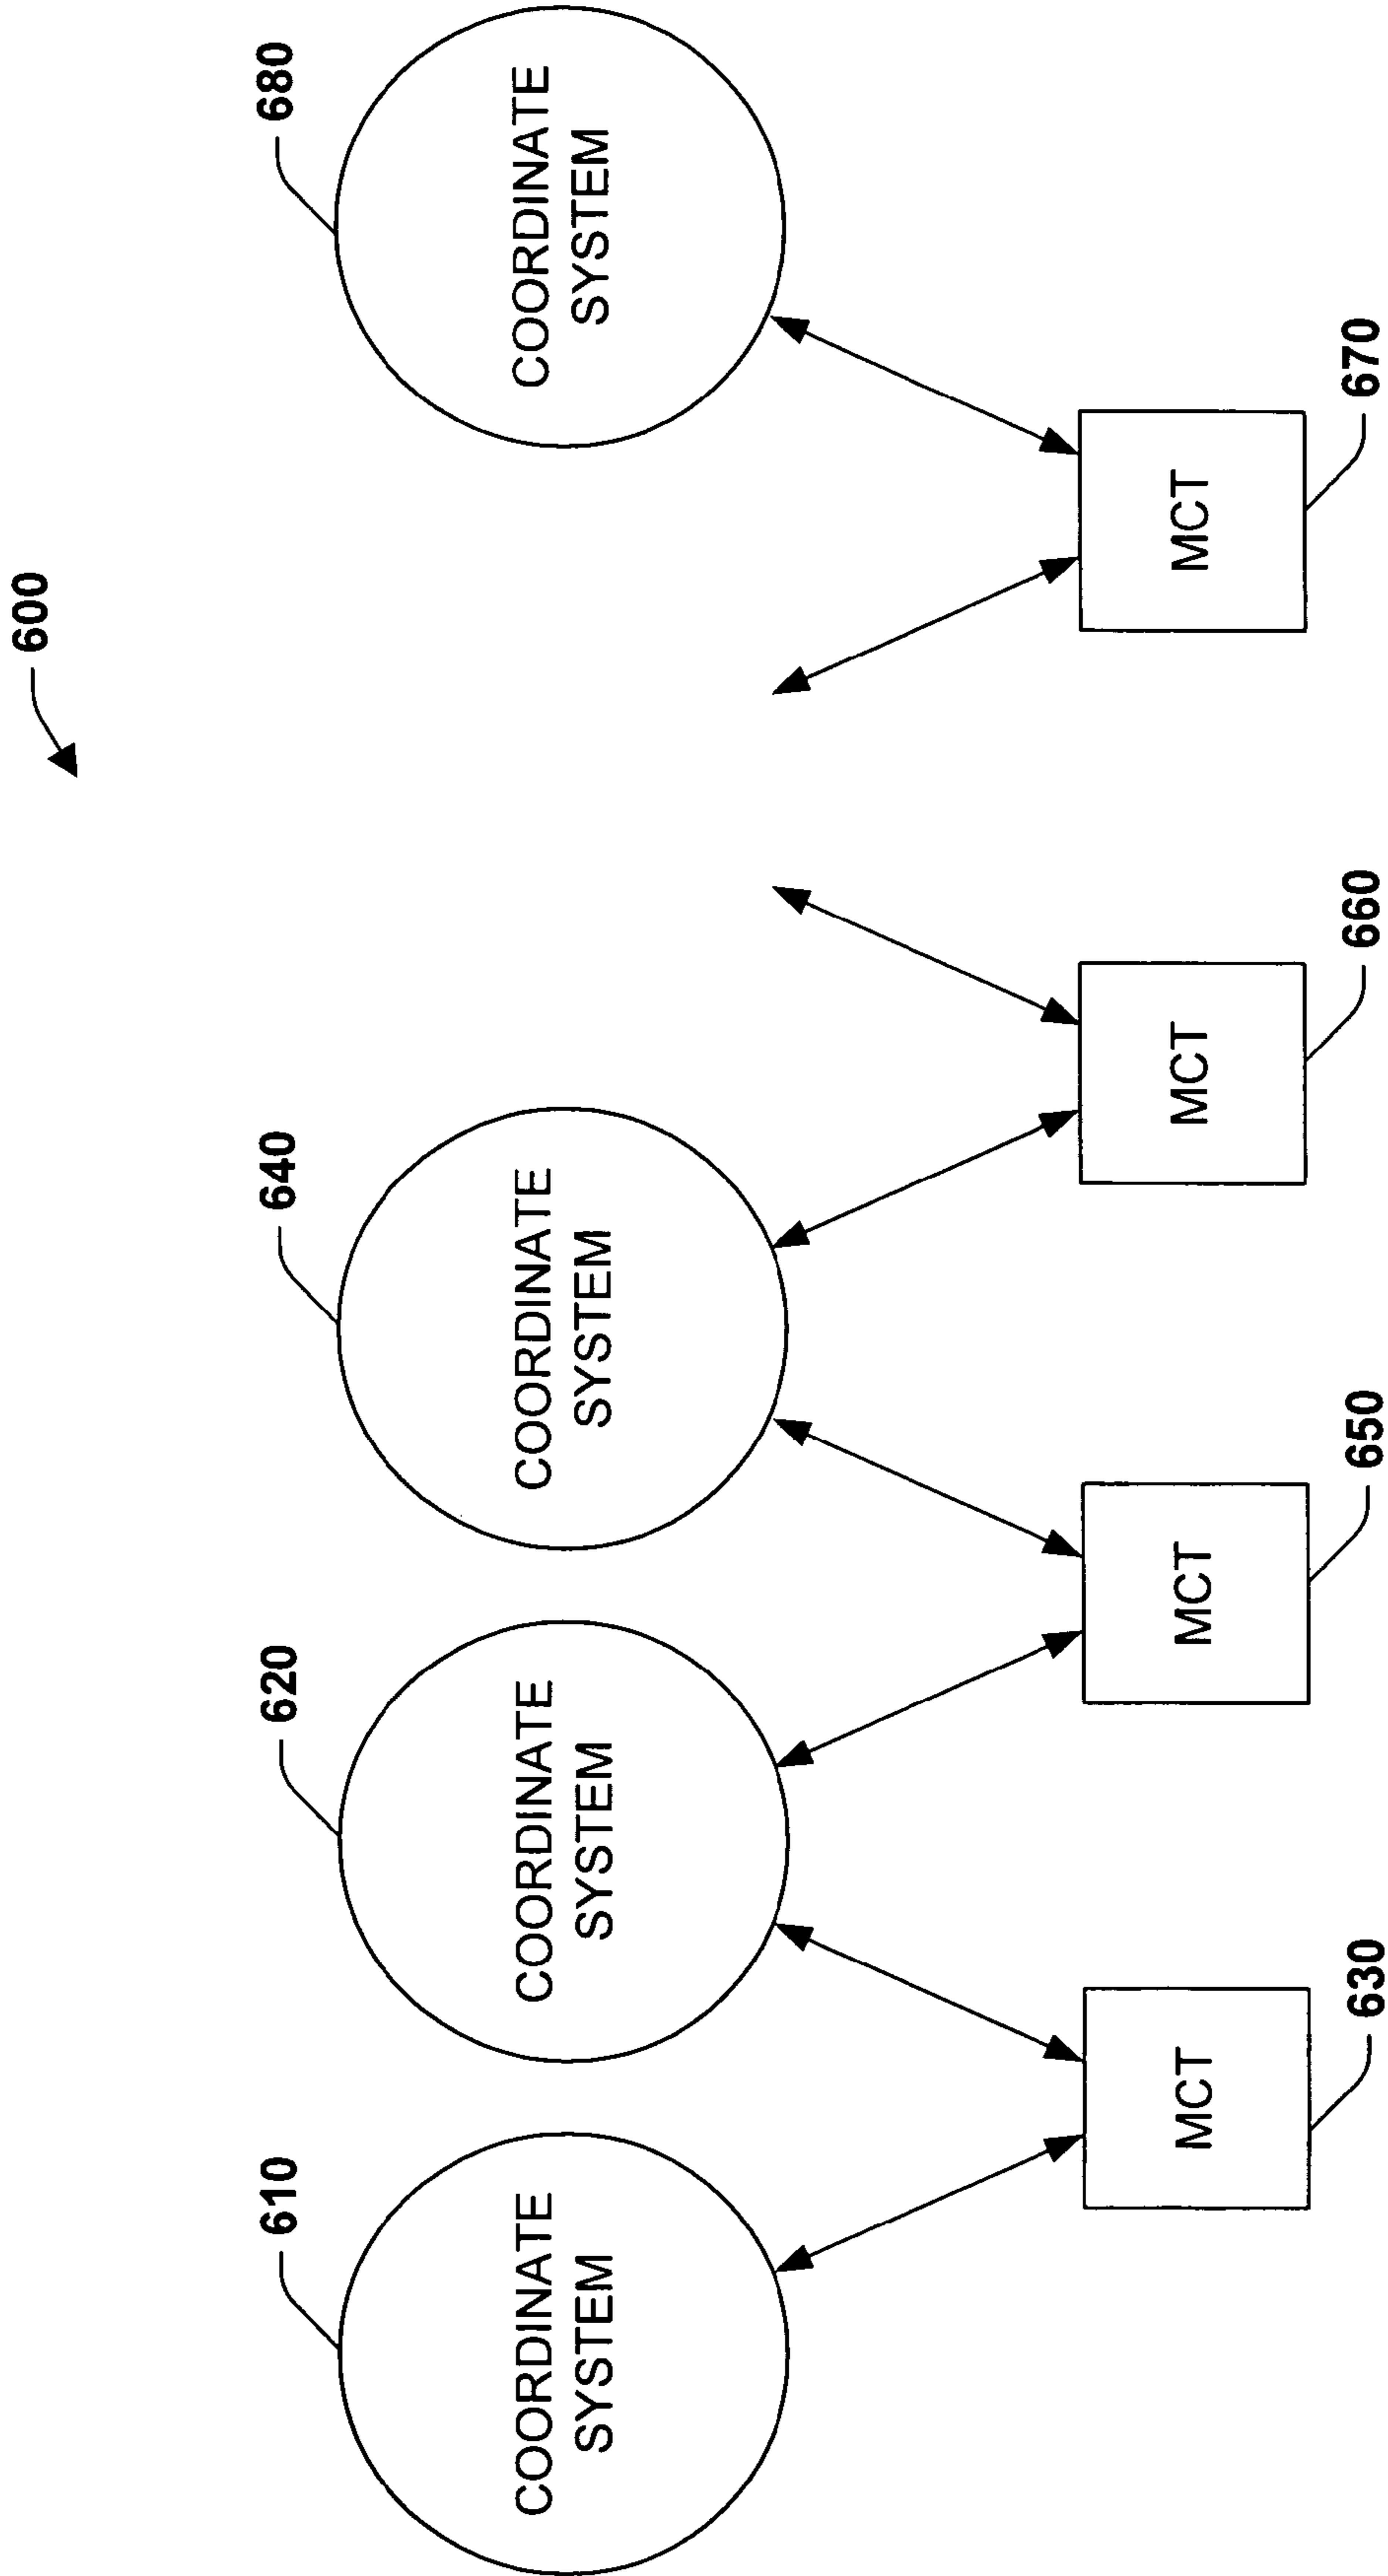 600
610
620
640
680
COORDINATE
SYSTEM
COORDINATE
SYSTEM
COORDINATE
SYSTEM
COORDINATE
SYSTEM
MCT
MCT
MCT
MCT
630
650
660
670